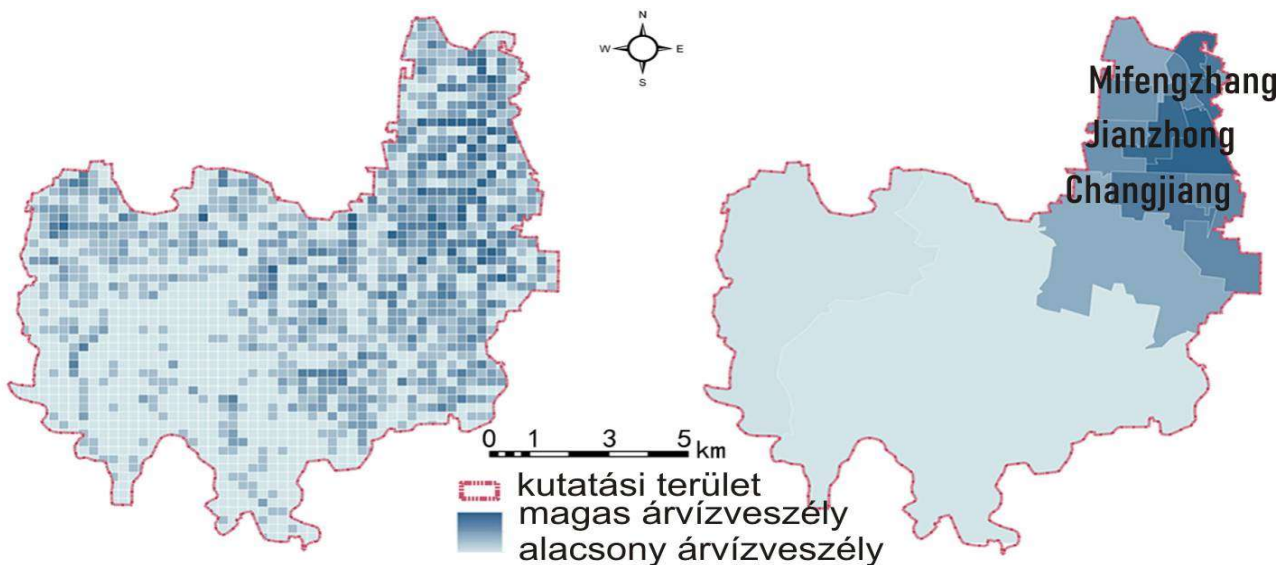 N
W E
S
Mifengzhang
Jianzhong
Changjiang
0 1 3 5
km
kutatási terület
magas árvízveszély
alacsony árvízveszély